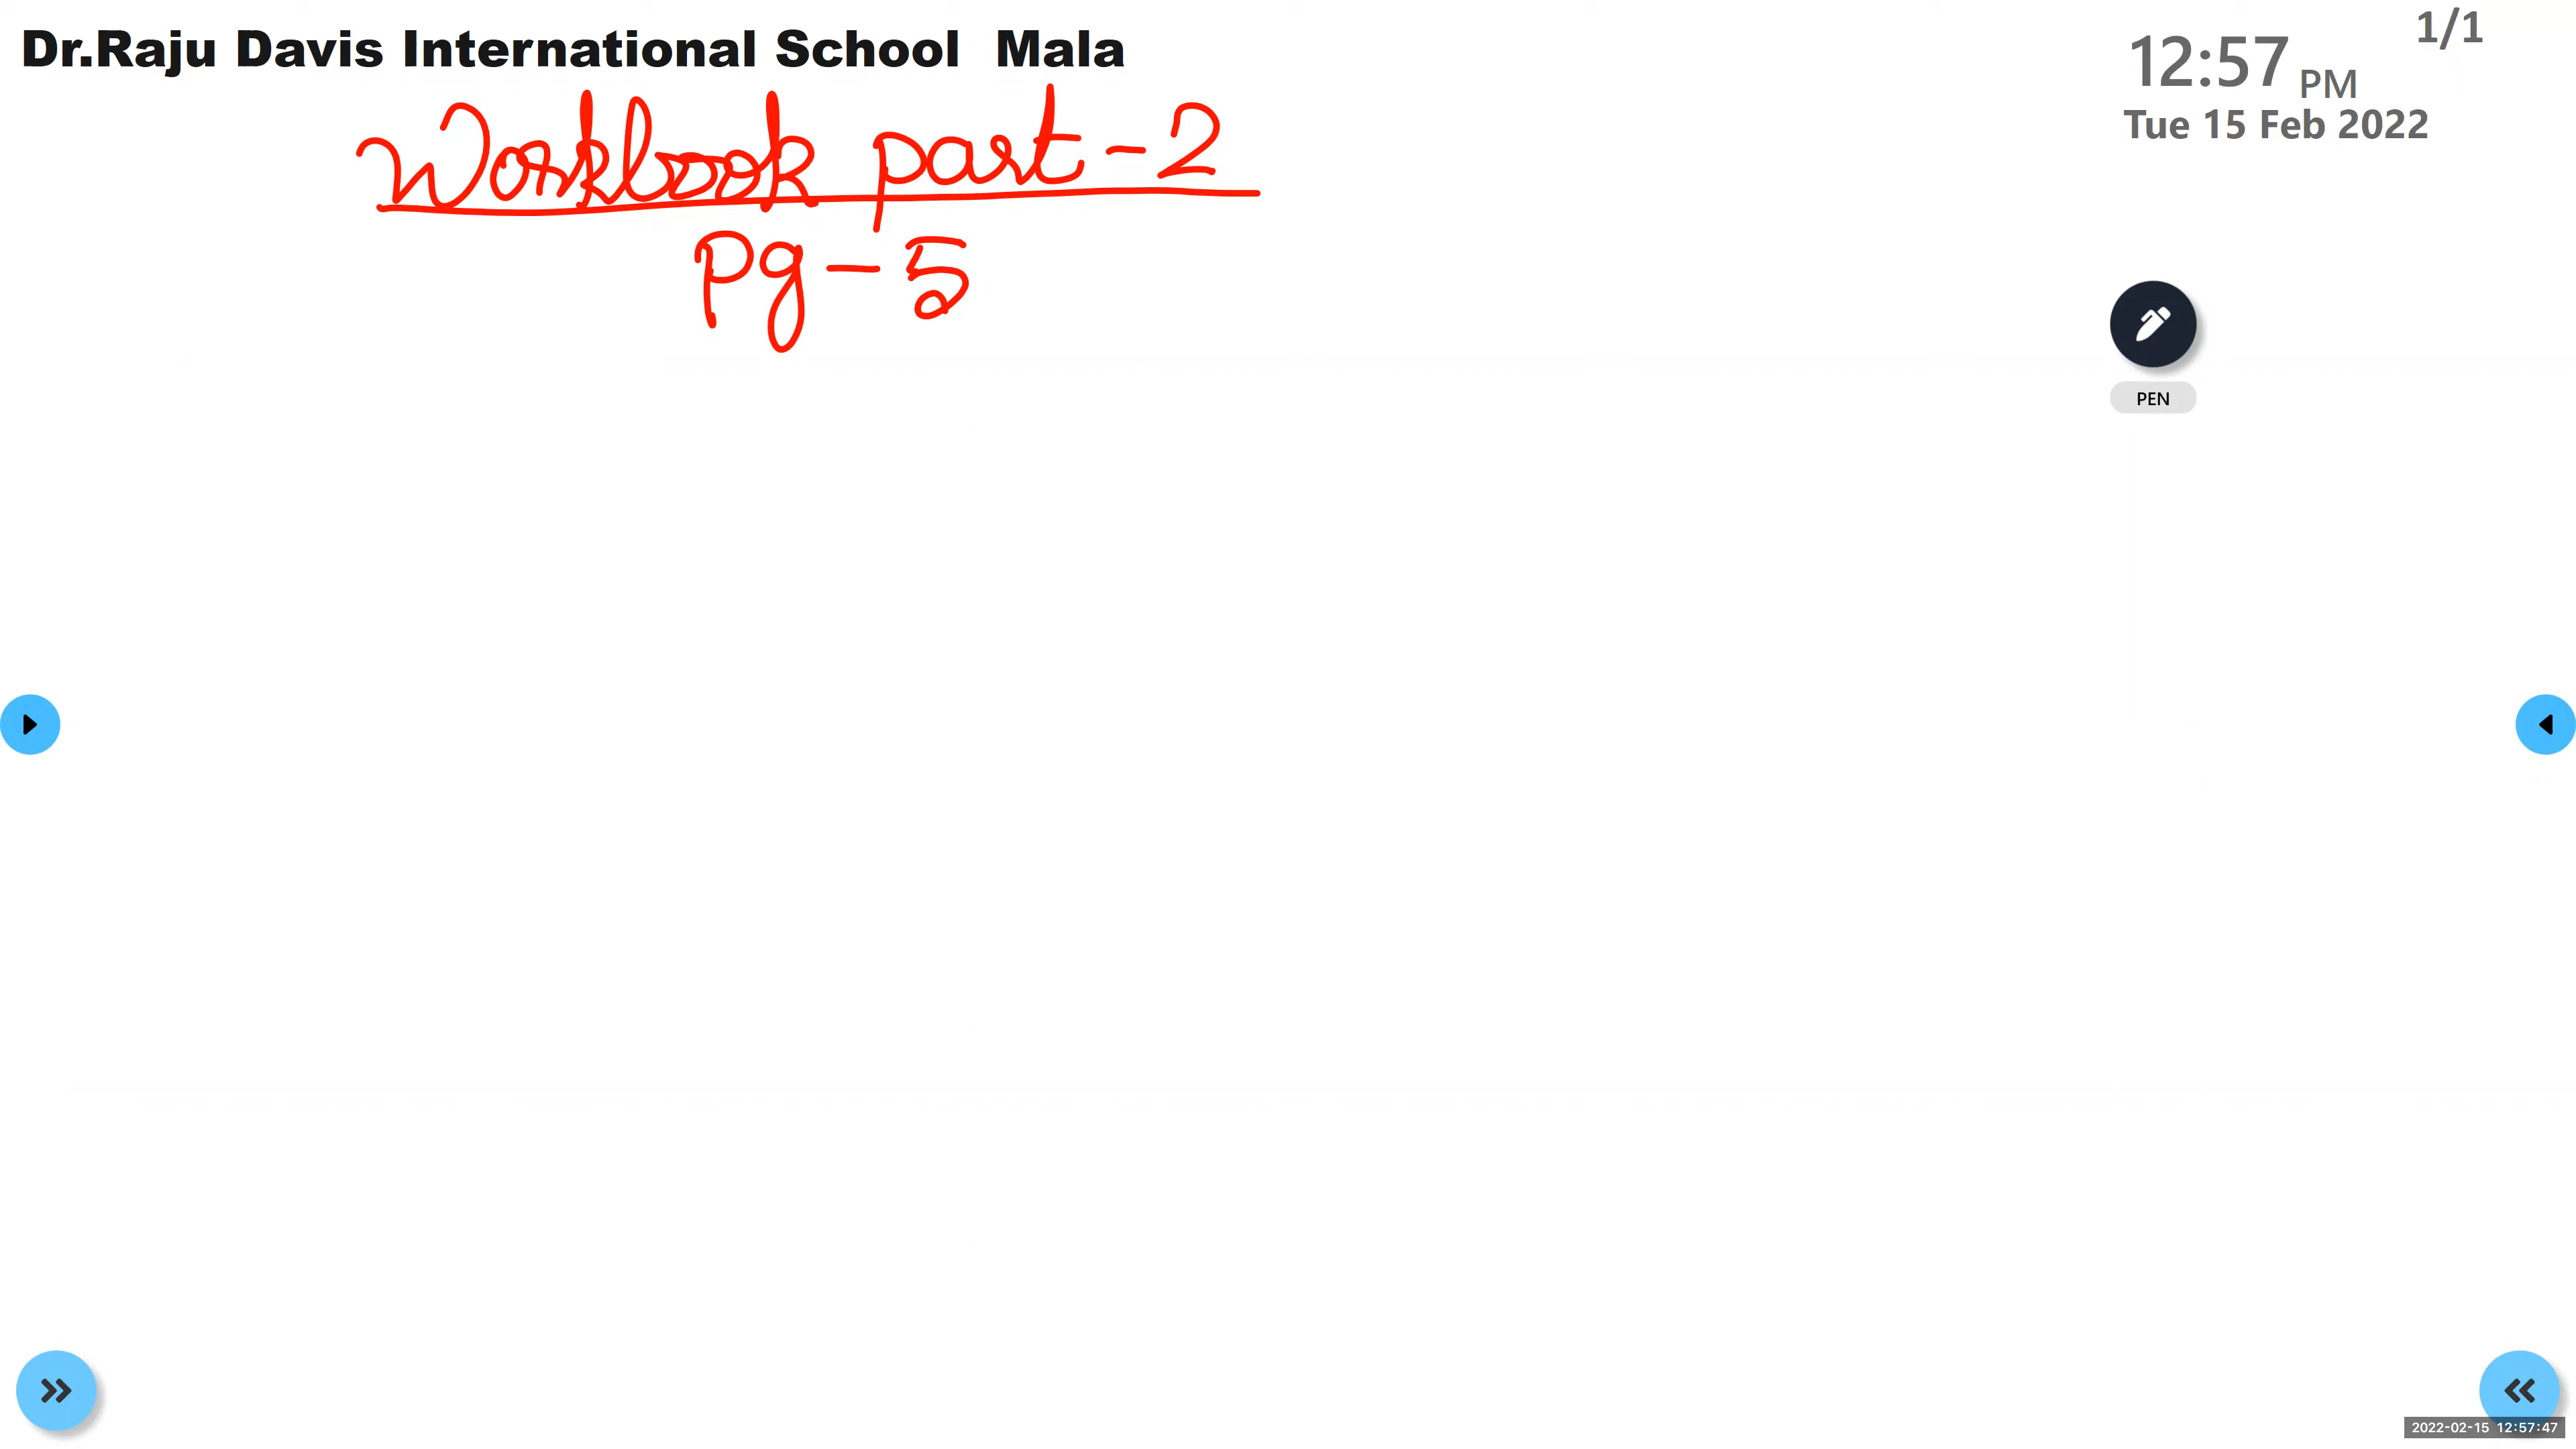 Dr.Raju Davis International School Mala
12:57 PM
1/1
Tue 15 Feb 2022
Workbook part-2
Pg-5
PEN
2022-02-15 12:57:47